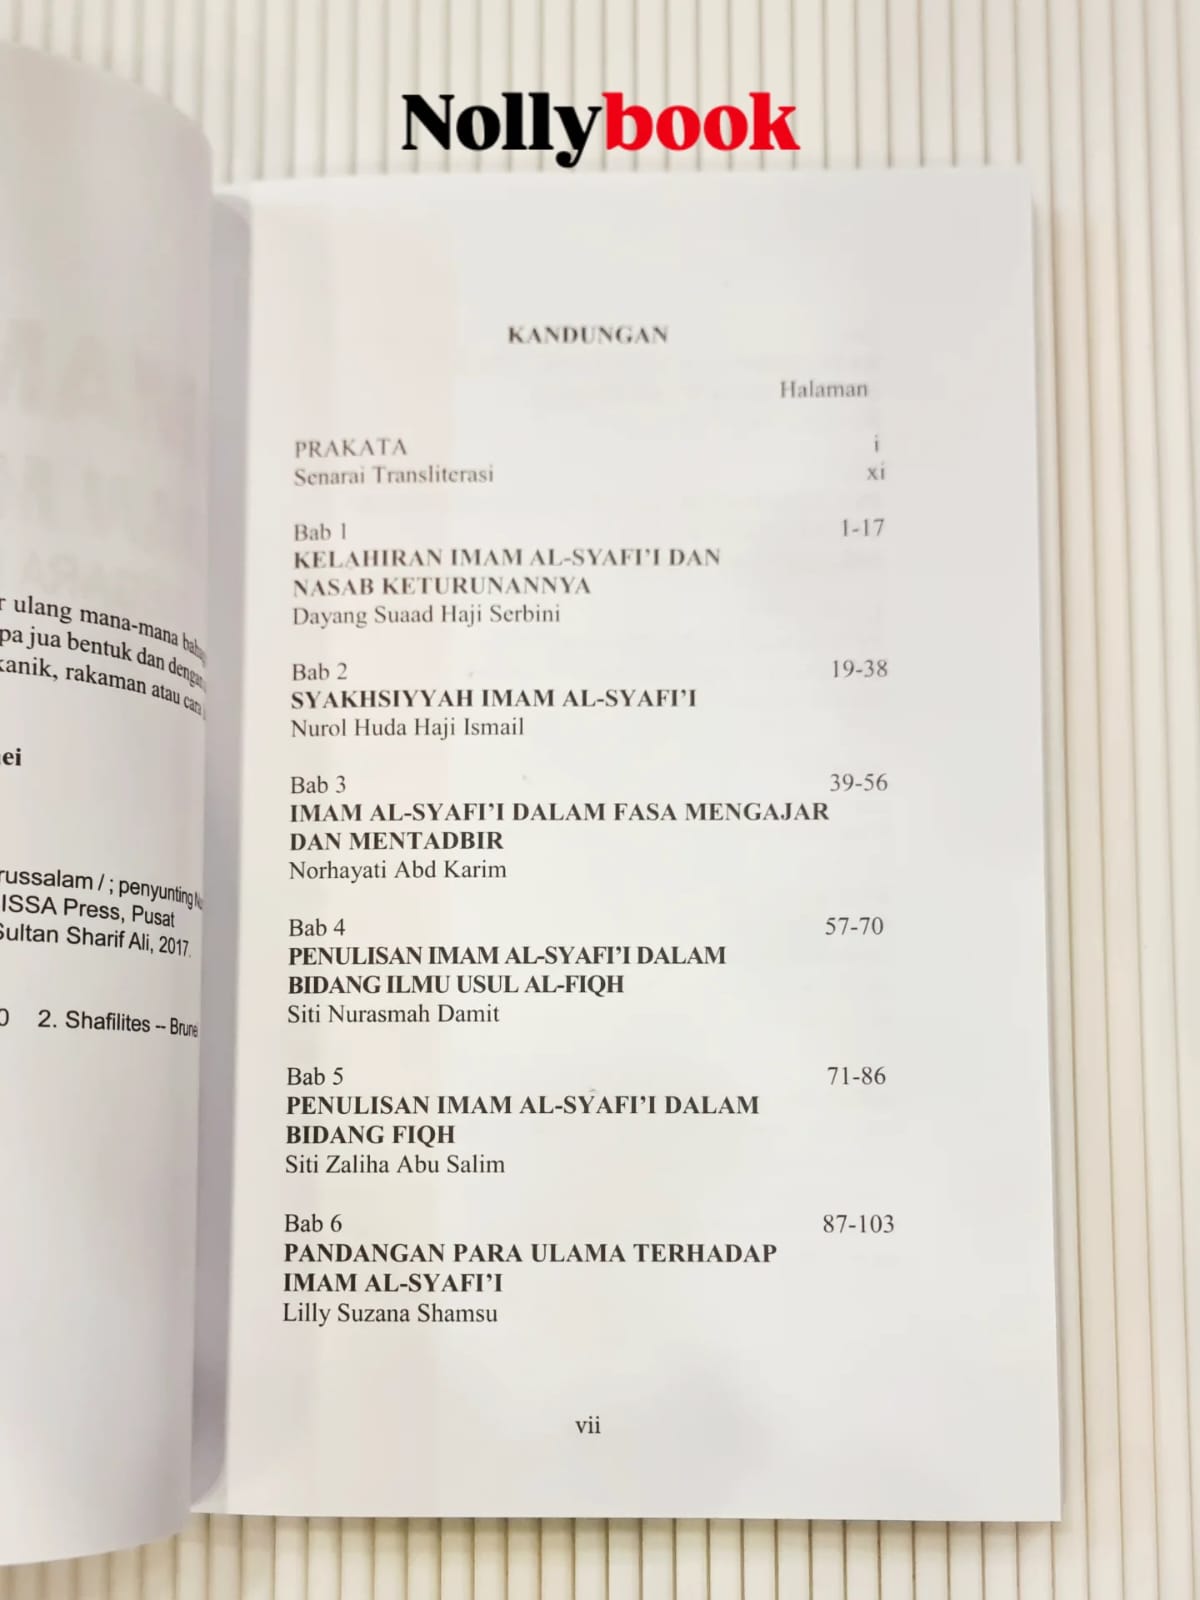 Nollybook
ulang mana-mana
pa jua bentuk dan dengan
kanik, rakaman atau cara
ei
russalam / ; penyunting
ISSA Press, Pusat
Sultan Sharif Ali, 2017.
0 2. Shafilites -- Brunei
KANDUNGAN
Halaman
PRAKATA i
Senarai Transliterasi xi
Bab 1 1-17
KELAHIRAN IMAM AL-SYAFI'I DAN
NASAB KETURUNANNYA
Dayang Suaad Haji Serbini
Bab 2 19-38
SYAKHSIYYAH IMAM AL-SYAFI'I
Nurol Huda Haji Ismail
Bab 3 39-56
IMAM AL-SYAFI'I DALAM FASA MENGAJAR
DAN MENTADBIR
Norhayati Abd Karim
Bab 4 57-70
PENULISAN IMAM AL-SYAFI'I DALAM
BIDANG ILMU USUL AL-FIQH
Siti Nurasmah Damit
Bab 5 71-86
PENULISAN IMAM AL-SYAFI'I DALAM
BIDANG FIQH
Siti Zaliha Abu Salim
Bab 6 87-103
PANDANGAN PARA ULAMA TERHADAP
IMAM AL-SYAFI'I
Lilly Suzana Shamsu
vii